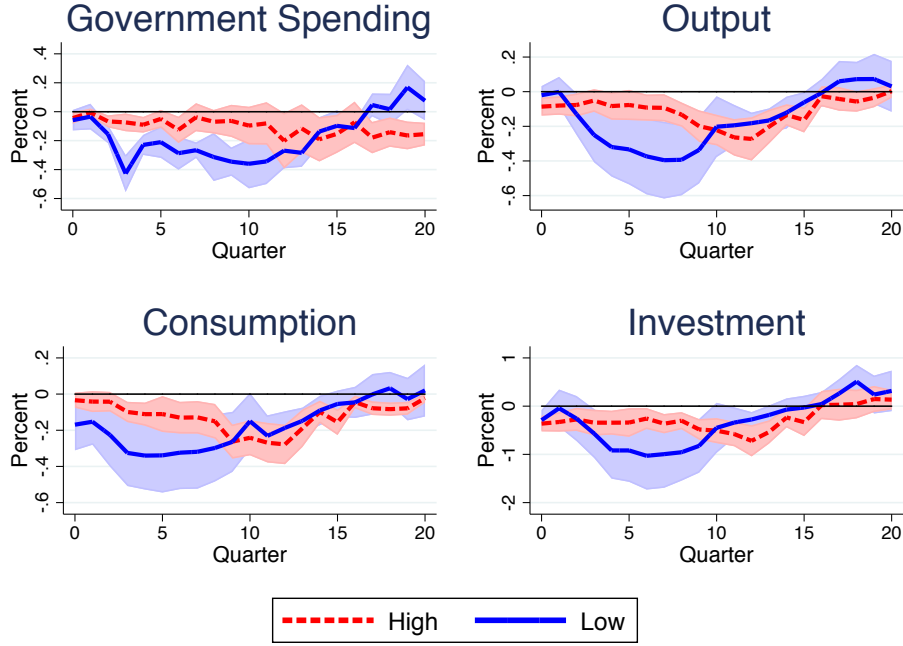 Government Spending
Output
Percent
.4
.2
0
-.2
-.4
-.6
0 5 10 15 20
Quarter
Percent
.2
0
-.2
-.4
-.6
0 5 10 15 20
Quarter
Consumption
Investment
Percent
.2
0
.2
.4
-.6
0 5 10 15 20
Quarter
Percent
1
0
-1
-2
0 5 10 15 20
Quarter
High Low